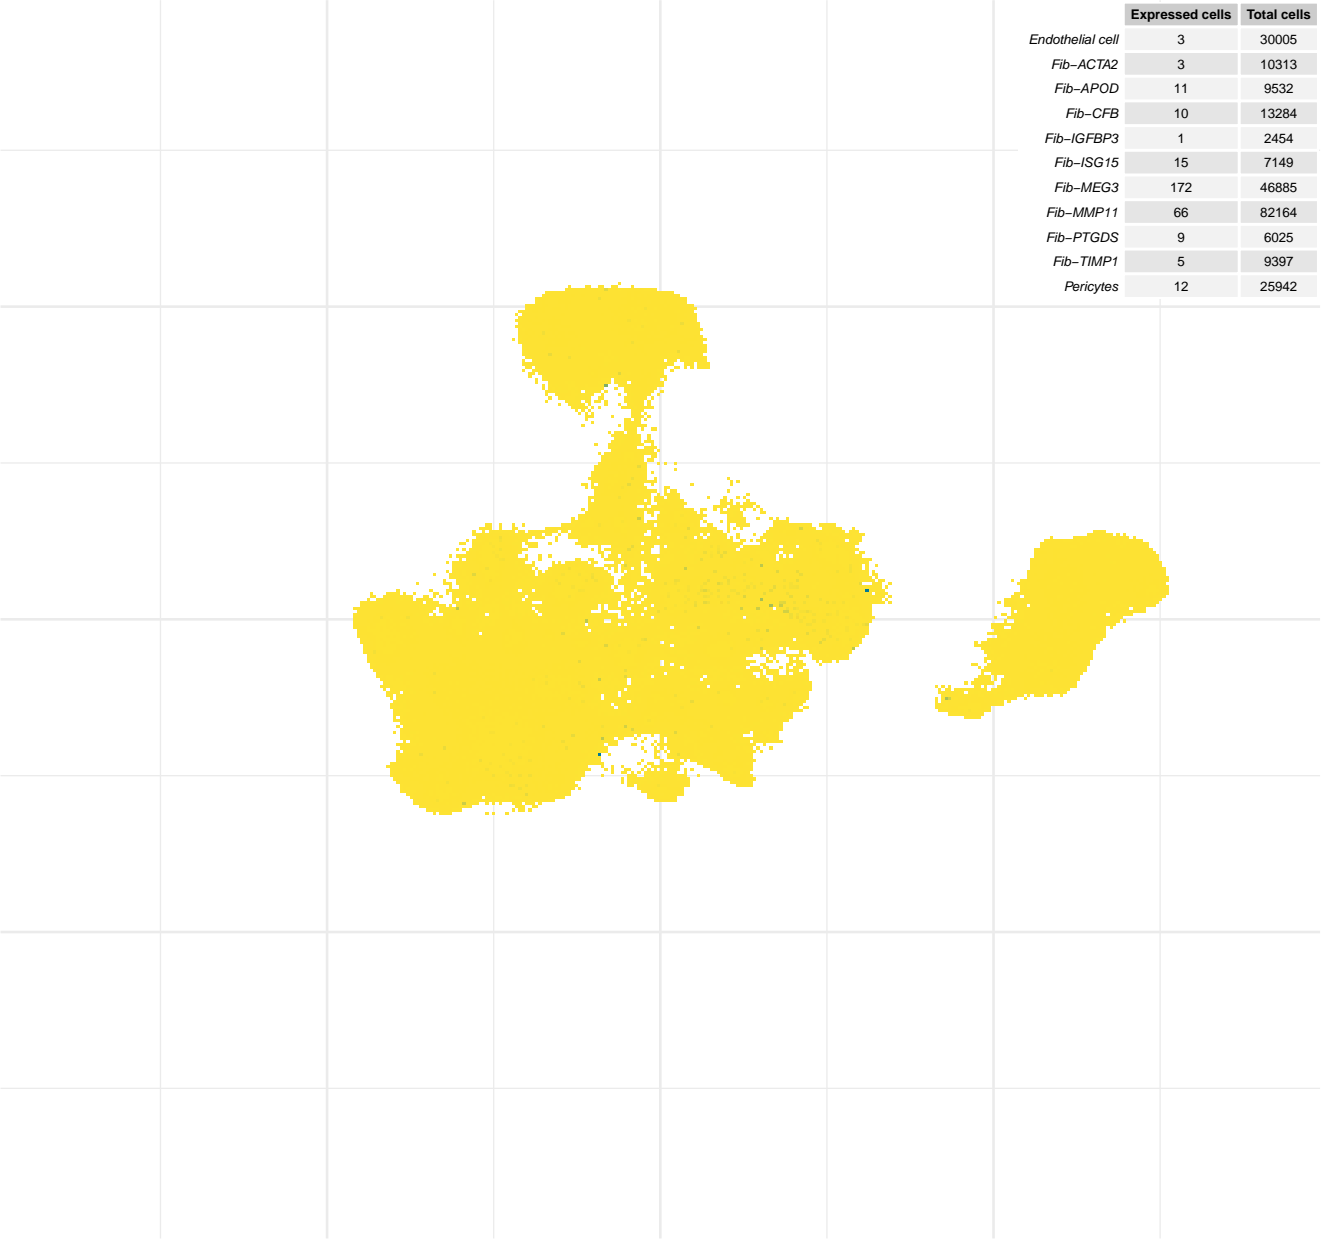 Expressed cells Total cells
Endothelial cell 3 30005
Fib−ACTA2 3 10313
Fib−APOD 11 9532
Fib−CFB 10 13284
Fib−IGFBP3 1 2454
Fib−ISG15 15 7149
Fib−MEG3 172 46885
Fib−MMP11 66 82164
Fib−PTGDS 9 6025
Fib−TIMP1 5 9397
Pericytes 12 25942